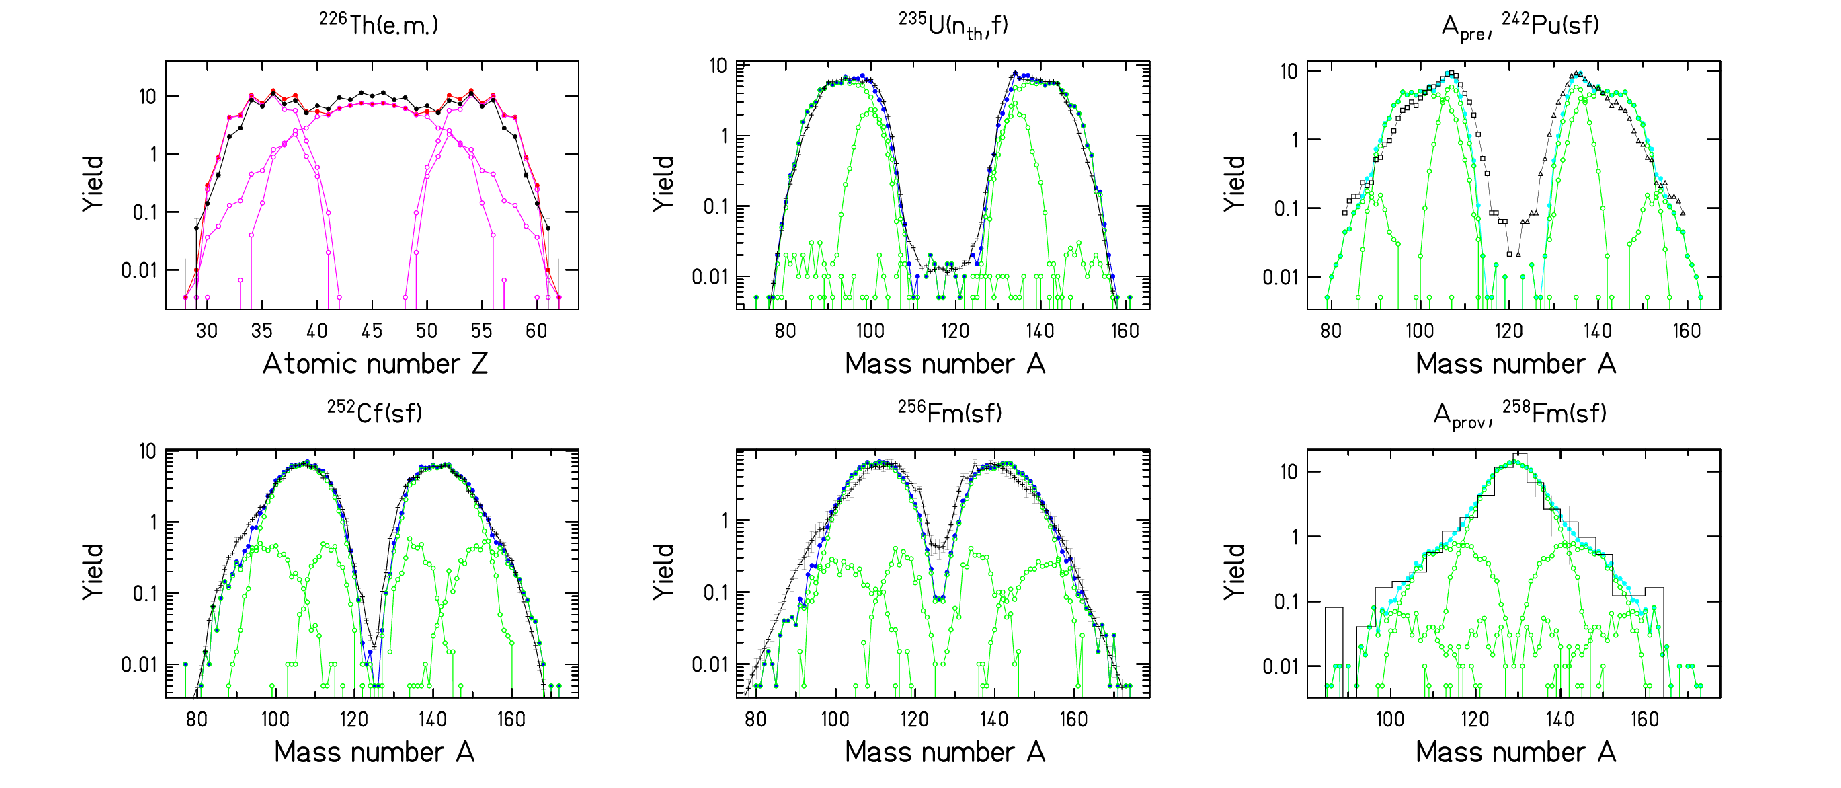 ²²⁶Th(e.m.)
Yield
10
1
0.1
0.01
30 35 40 45 50 55 60
Atomic number Z
²³⁵U(nₜₕ,f)
Yield
10
1
0.1
0.01
80 100 120 140 160
Mass number A
Apre, ²⁴²Pu(sf)
Yield
10
1
0.1
0.01
80 100 120 140 160
Mass number A
²⁵²Cf(sf)
Yield
10
1
0.1
0.01
80 100 120 140 160
Mass number A
²⁵⁶Fm(sf)
Yield
1
0.1
0.01
80 100 120 140 160
Mass number A
Aprov, ²⁵⁸Fm(sf)
Yield
10
1
0.1
0.01
100 120 140 160
Mass number A